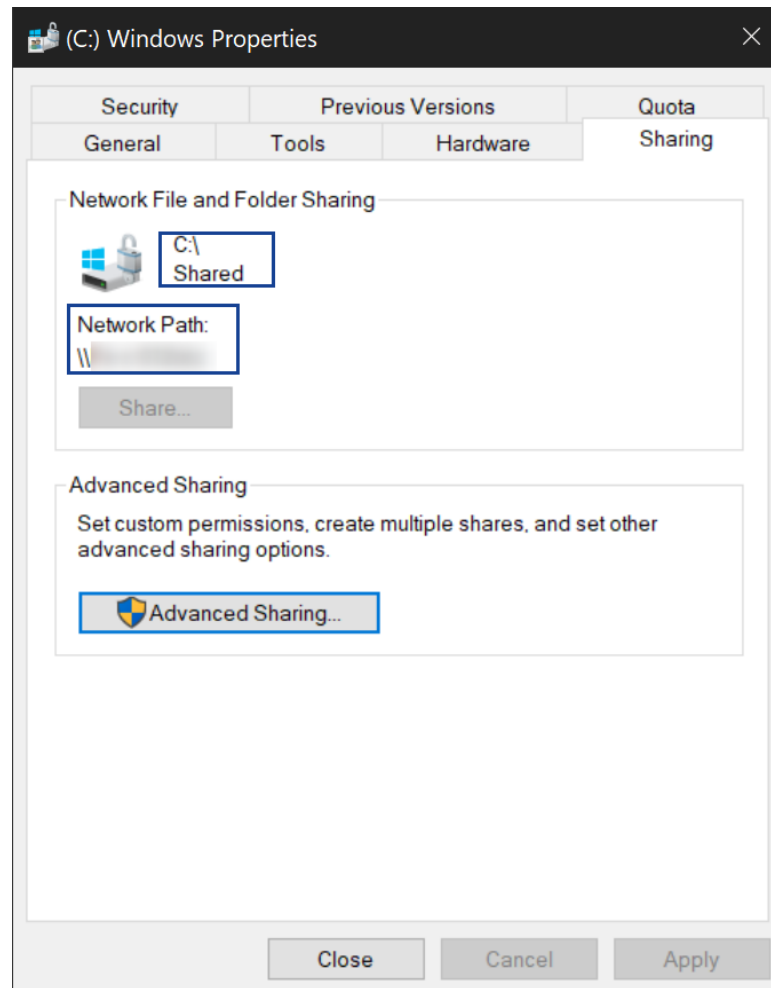 (C:) Windows Properties
Security Previous Versions Quota
General Tools Hardware Sharing
Network File and Folder Sharing
C:\
Shared
Network Path:
\\
Share...
Advanced Sharing
Set custom permissions, create multiple shares, and set other
advanced sharing options.
Advanced Sharing...
Close Cancel Apply